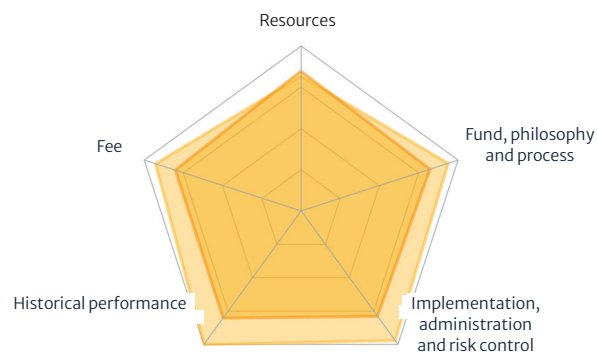 Resources
Fee
Fund, philosophy
and process
Historical performance
Implementation,
administration
and risk control